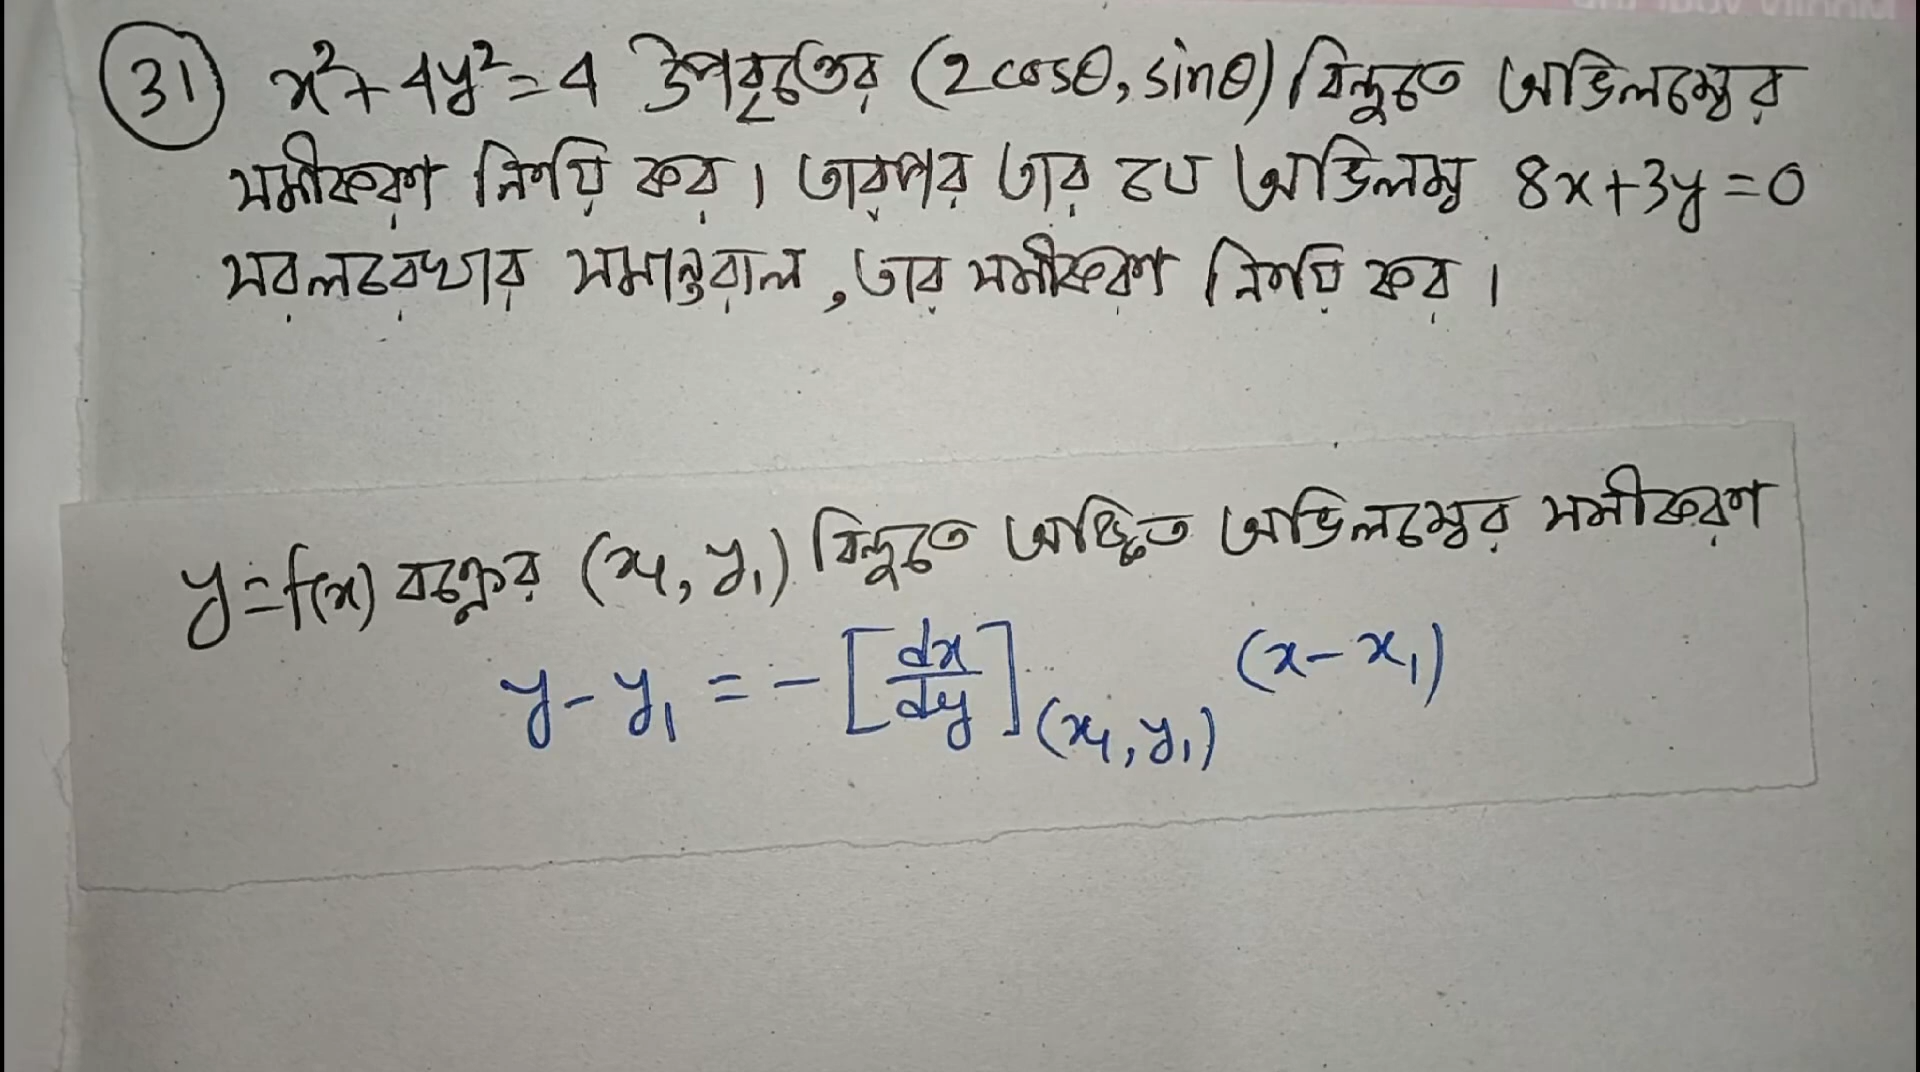 31 x²+4y²=4 উপবৃত্তের (2cosθ, sinθ) বিন্দুতে অভিলম্বের
সমীকরণ নির্ণয় কর। তারপর তার যে অভিলম্ব 8x+3y=0
সরলরেখার সমান্তরাল, তার সমীকরণ নির্ণয় কর।
y=f(x) বক্রের (x₁, y₁) বিন্দুতে অঙ্কিত অভিলম্বের সমীকরণ
y-y₁ = -[dx/dy](x₁, y₁) (x-x₁)